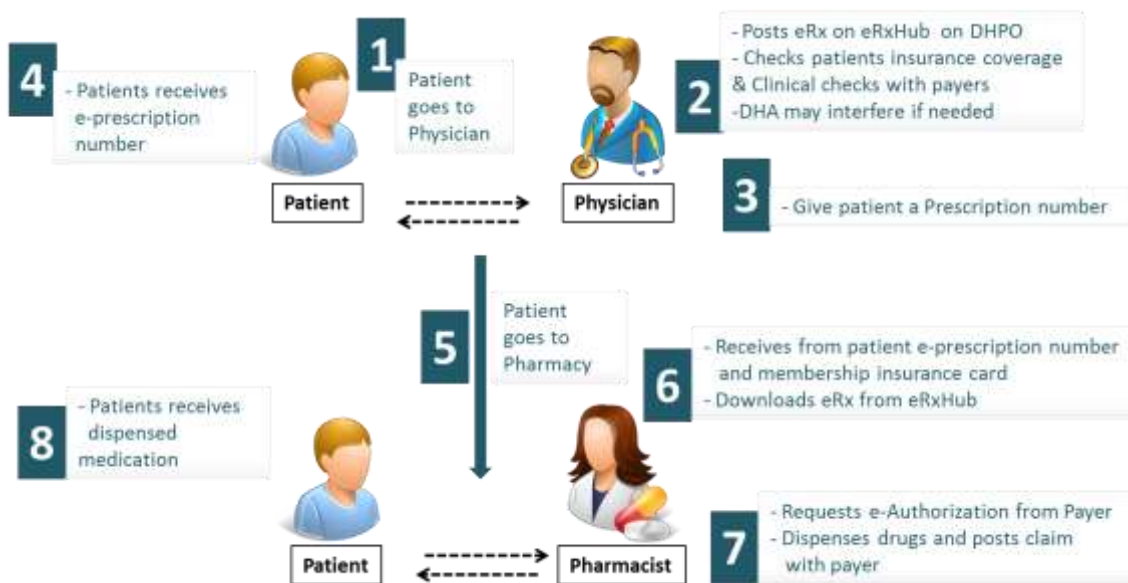 1
Patient
goes to
Physician
2
- Posts eRx on eRxHub on DHPO
- Checks patients insurance coverage
& Clinical checks with payers
-DHA may interfere if needed
3
- Give patient a Prescription number
4
- Patients receives
e-prescription
number
Patient
Physician
5
Patient
goes to
Pharmacy
6
- Receives from patient e-prescription number
and membership insurance card
- Downloads eRx from eRxHub
7
- Requests e-Authorization from Payer
- Dispenses drugs and posts claim
with payer
8
- Patients receives
dispensed
medication
Patient
Pharmacist